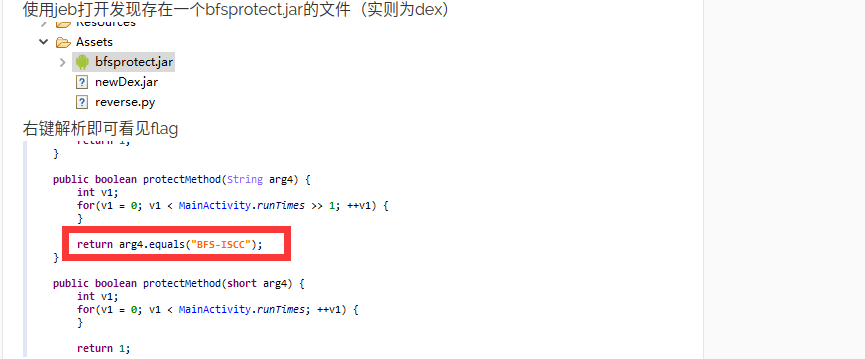 使用jeb打开发现存在一个bfsprotect.jar的文件（实则为dex）
Resources
Assets
bfsprotect.jar
newDex.jar
reverse.py
右键解析即可看见flag
return 1;
}
public boolean protectMethod(String arg4) {
int v1;
for(v1 = 0; v1 < MainActivity.runTimes >> 1; ++v1) {
}
return arg4.equals("BFS-ISCC");
}
public boolean protectMethod(short arg4) {
int v1;
for(v1 = 0; v1 < MainActivity.runTimes; ++v1) {
}
return 1;